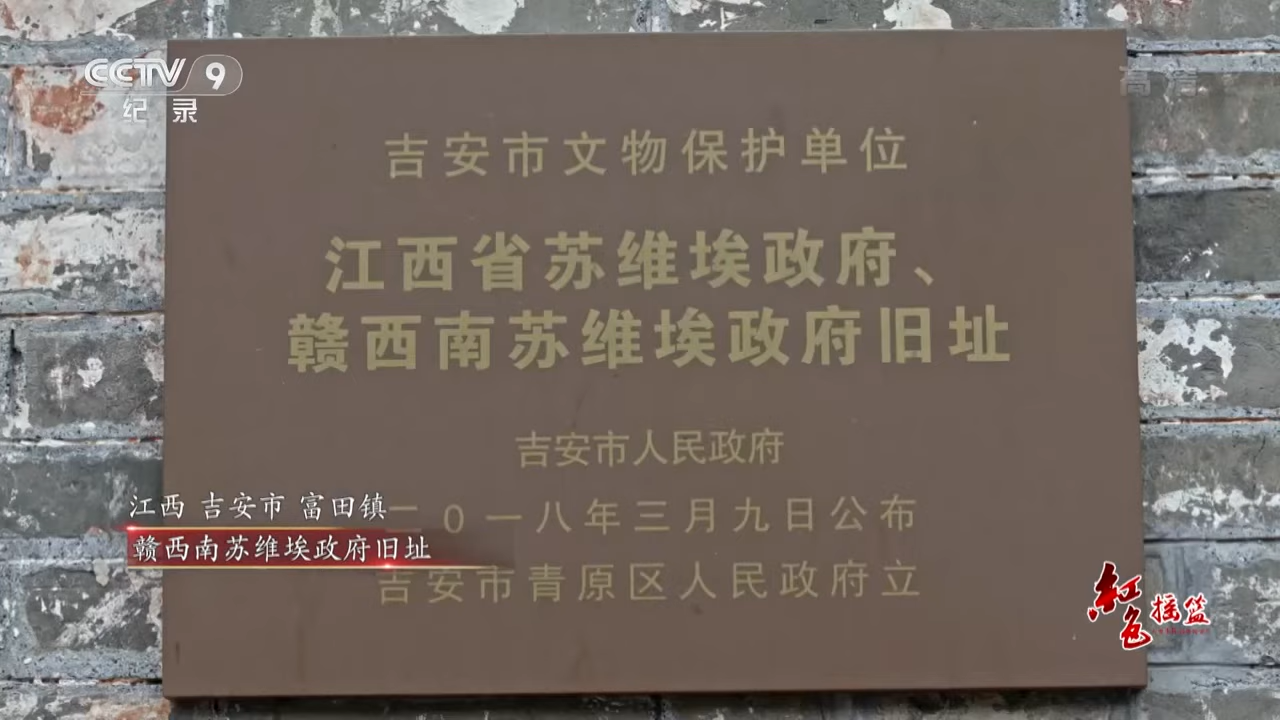 CCTV 9
纪录
高清
吉安市文物保护单位
江西省苏维埃政府、
赣西南苏维埃政府旧址
吉安市人民政府
二0一八年三月九日公布
吉安市青原区人民政府立
江西 吉安市 富田镇
赣西南苏维埃政府旧址
红色摇篮